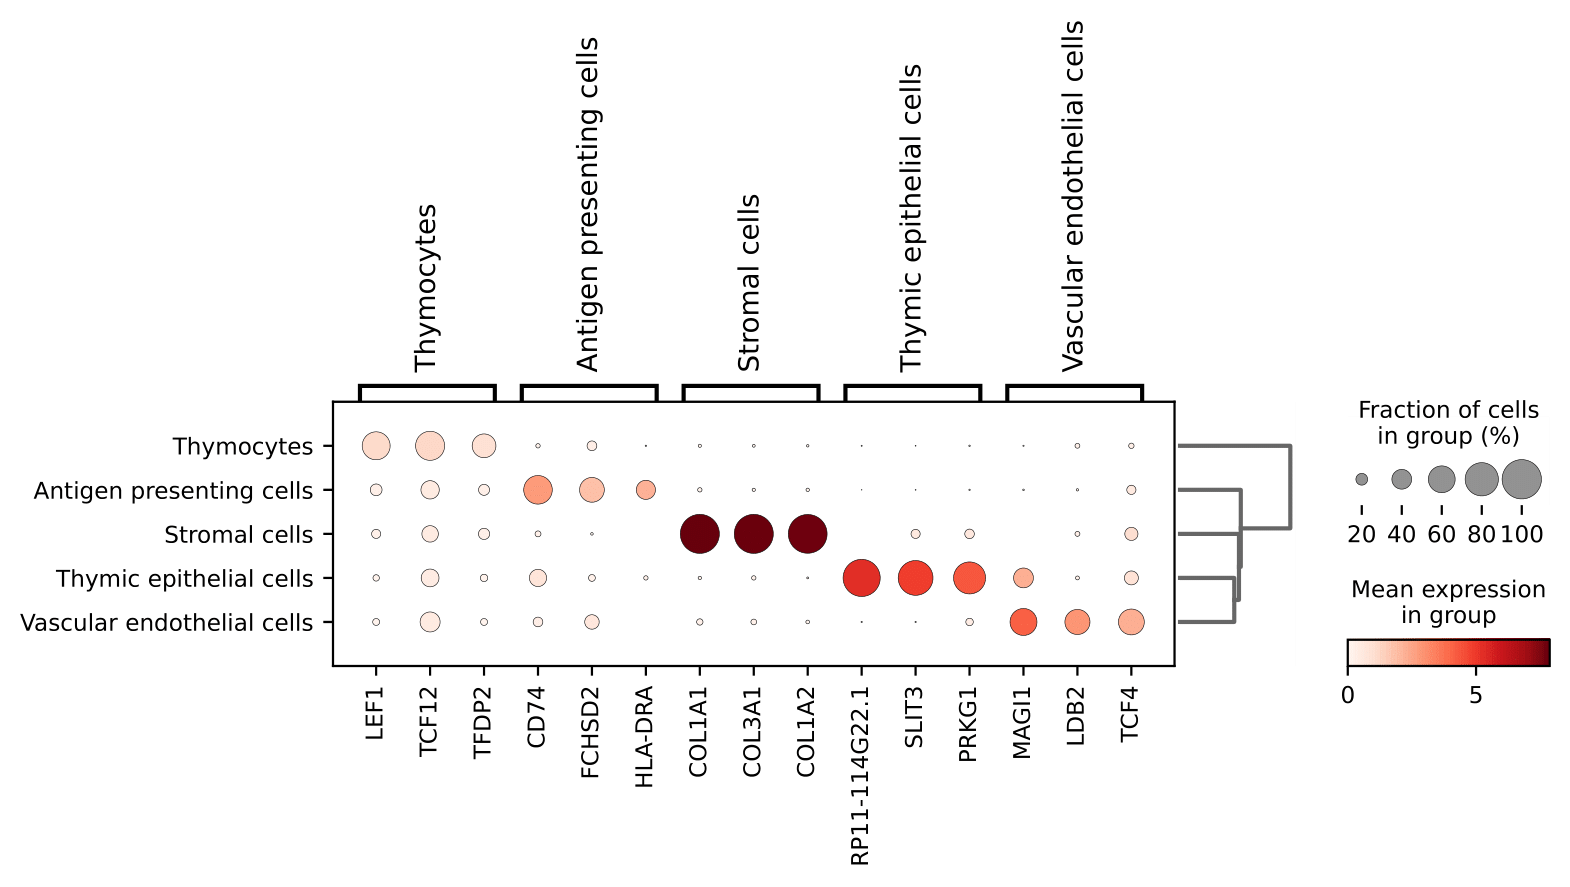 Thymocytes
Antigen presenting cells
Stromal cells
Thymic epithelial cells
Vascular endothelial cells
Thymocytes
Antigen presenting cells
Stromal cells
Thymic epithelial cells
Vascular endothelial cells
LEF1
TCF12
TFDP2
CD74
FCHSD2
HLA-DRA
COL1A1
COL3A1
COL1A2
RP11-114G22.1
SLIT3
PRKG1
MAGI1
LDB2
TCF4
Fraction of cells
in group (%)
20 40 60 80 100
Mean expression
in group
0 5